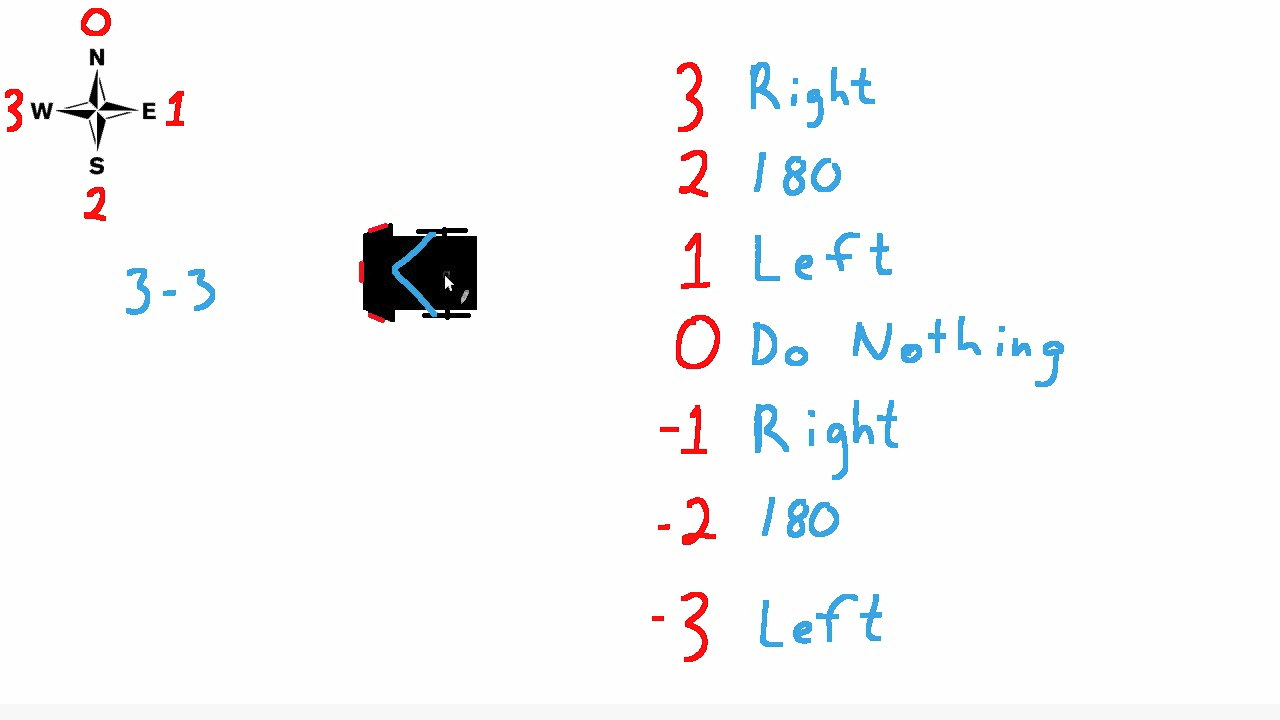 0
N
3 W E 1
S
2
3-3
3 Right
2 180
1 Left
0 Do Nothing
-1 Right
-2 180
-3 Left